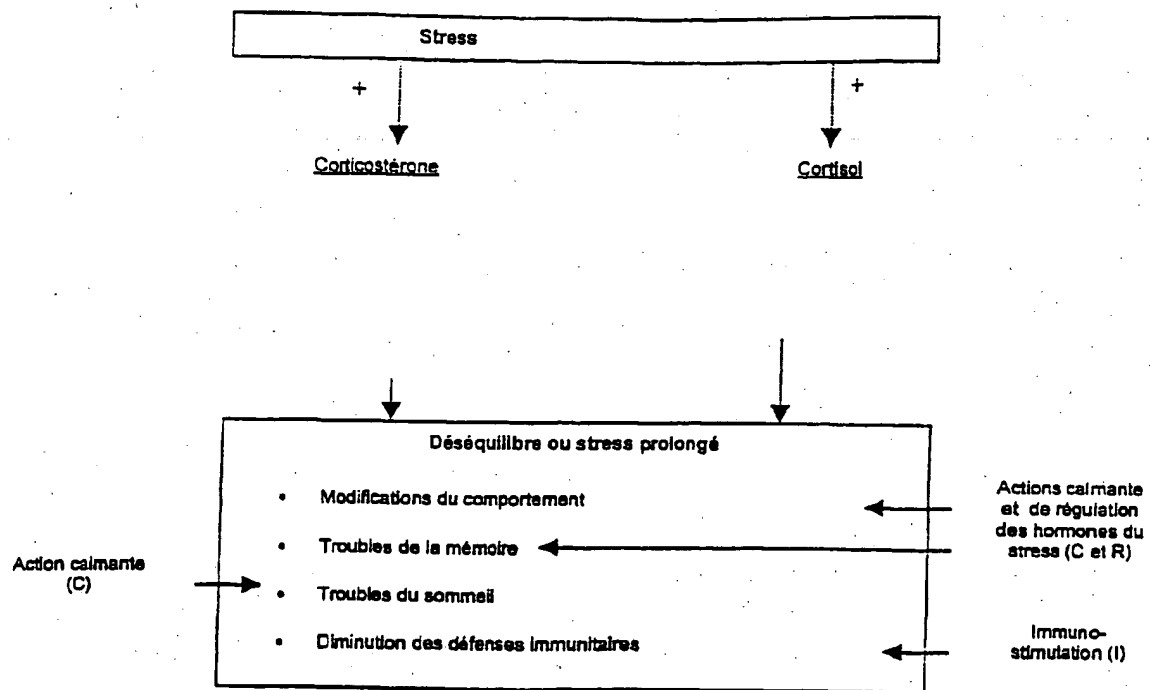 Stress
+
+
Corticostérone
Cortisol
Déséquilibre ou stress prolongé
• Modifications du comportement
• Troubles de la mémoire
• Troubles du sommeil
• Diminution des défenses immunitaires
Action calmante
(C)
Actions calmante
et de régulation
des hormones du
stress (C et R)
Immuno-
stimulation (I)